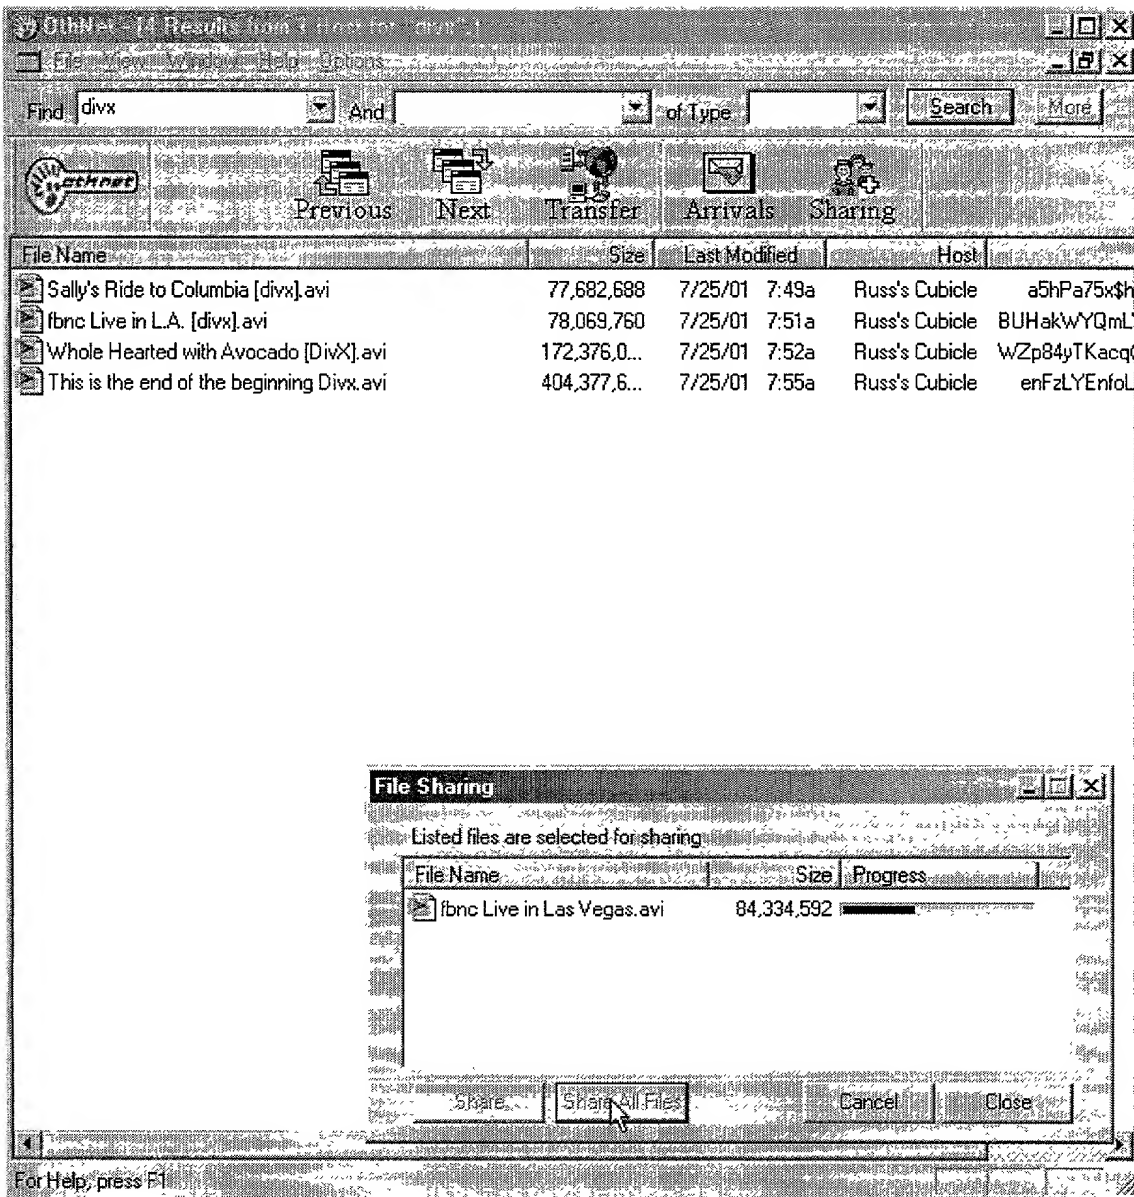 OthNet - [4 Results from 1 Host for
File View Window Help Options
Find divx And of Type Search More
othnet
Previous Next Transfer Arrivals Sharing
File Name Size Last Modified Host
Sally's Ride to Columbia [divx].avi 77,682,688 7/25/01 7:49a Russ's Cubicle a5hPa75x$h
fbnc Live in L.A. [divx].avi 78,069,760 7/25/01 7:51a Russ's Cubicle BUHakWYQmL
Whole Hearted with Avocado [DivX].avi 172,376,0... 7/25/01 7:52a Russ's Cubicle WZp84yTKacq
This is the end of the beginning Divx.avi 404,377,6... 7/25/01 7:55a Russ's Cubicle enFzLYEnfoL
File Sharing
Listed files are selected for sharing
File Name Size Progress
fbnc Live in Las Vegas.avi 84,334,592
Share Share All Files Cancel Close
For Help, press F1